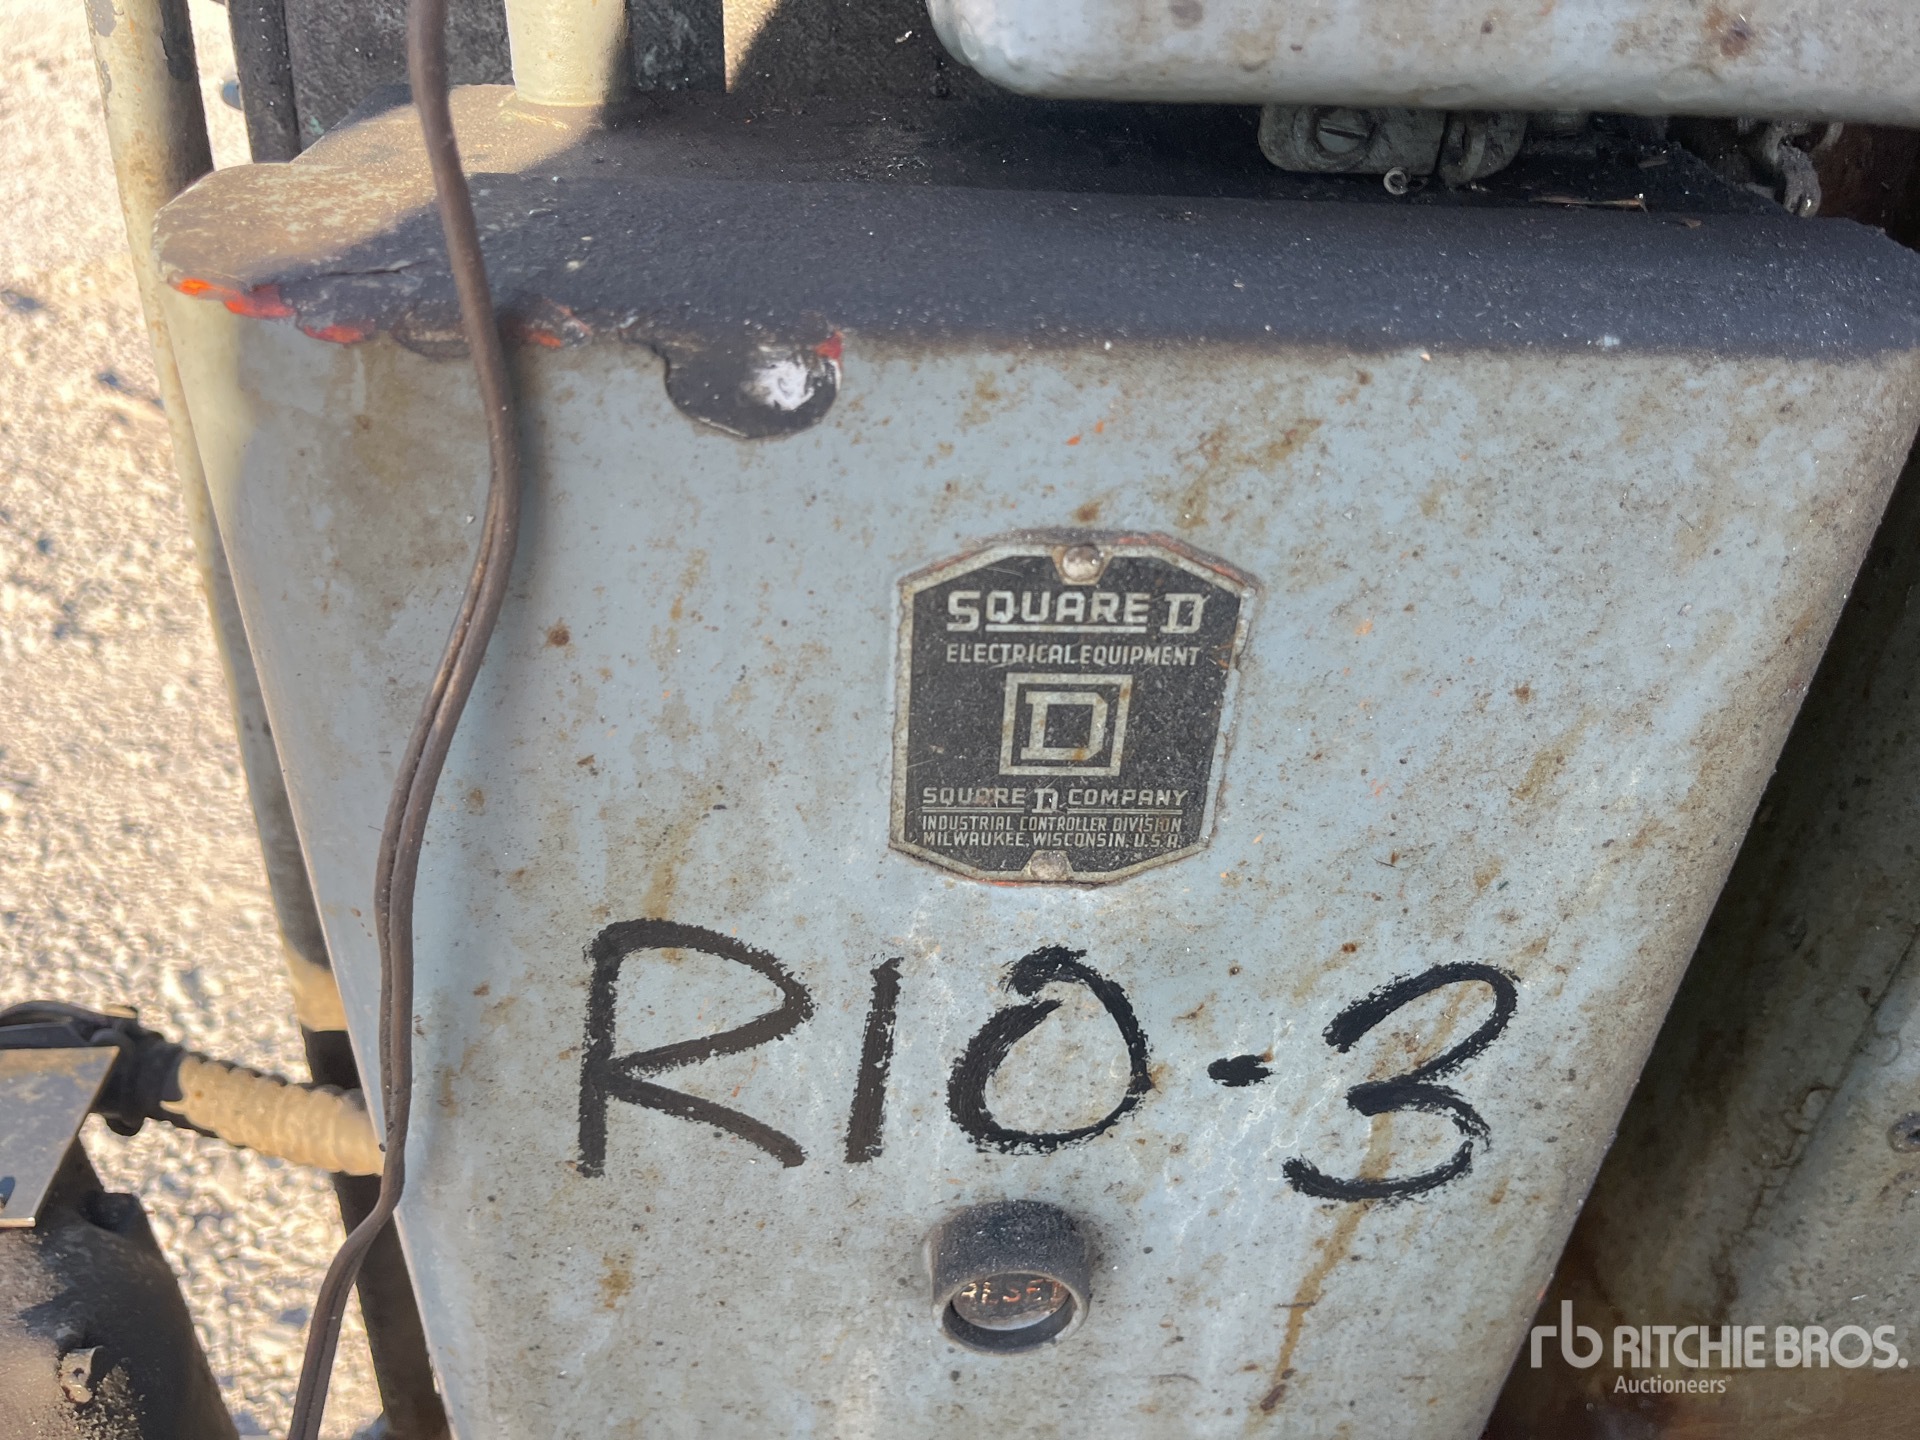 SQUARE D
ELECTRICAL EQUIPMENT
D
SQUARE D COMPANY
INDUSTRIAL CONTROLLER DIVISION
MILWAUKEE, WISCONSIN, U.S.A.
R10-3
RESET
rb RITCHIE BROS.
Auctioneers